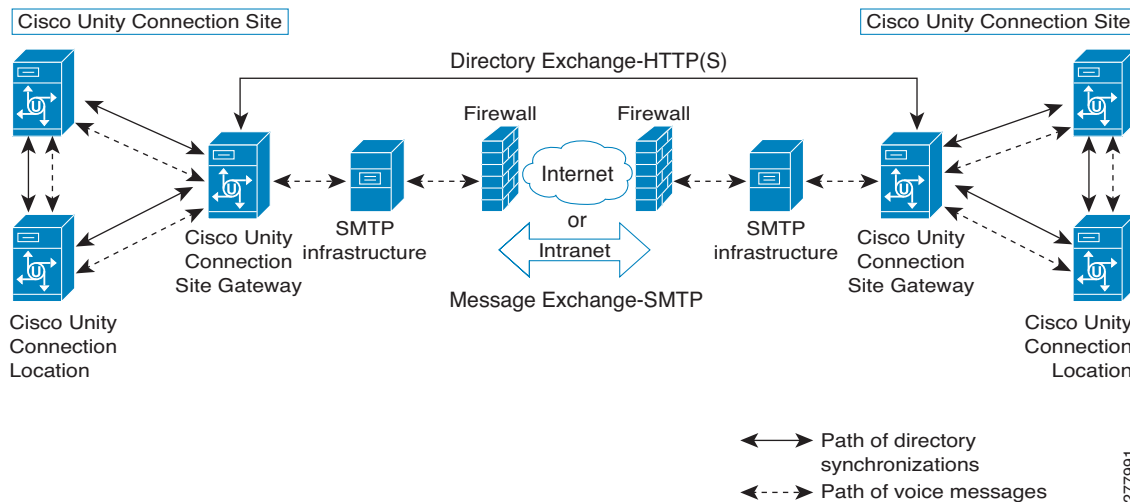 Cisco Unity Connection Site
Cisco Unity Connection Site
Directory Exchange-HTTP(S)
Firewall
Firewall
Internet
or
Intranet
Message Exchange-SMTP
Cisco Unity
Connection
Site Gateway
SMTP
infrastructure
SMTP
infrastructure
Cisco Unity
Connection
Site Gateway
Cisco Unity
Connection
Location
Cisco Unity
Connection
Location
U
U
U
U
U
U
Path of directory
synchronizations
Path of voice messages
277991